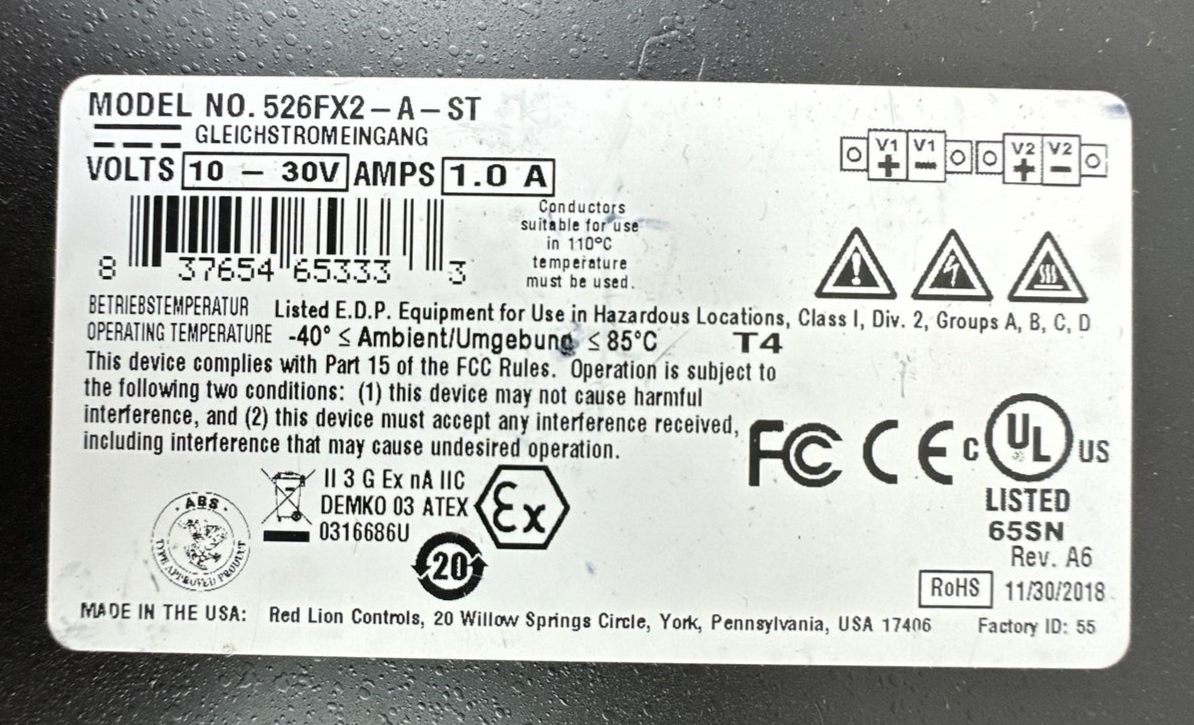 MODEL NO. 526FX2-A-ST
GLEICHSTROMEINGANG
VOLTS 10 - 30V AMPS 1.0 A
V1 V1 V2 V2
+ - + -
8 37654 65333 3
Conductors
suitable for use
in 110°C
temperature
must be used.
BETRIEBSTEMPERATUR Listed E.D.P. Equipment for Use in Hazardous Locations, Class I, Div. 2, Groups A, B, C, D
OPERATING TEMPERATURE -40° ≤ Ambient/Umgebung ≤ 85°C T4
This device complies with Part 15 of the FCC Rules. Operation is subject to
the following two conditions: (1) this device may not cause harmful
interference, and (2) this device must accept any interference received,
including interference that may cause undesired operation.
FC CE c UL US
LISTED
65SN
Rev. A6
II 3 G Ex nA IIC
DEMKO 03 ATEX
0316686U
Ex
ABS
TYPE APPROVED PRODUCT
20
RoHS 11/30/2018
MADE IN THE USA: Red Lion Controls, 20 Willow Springs Circle, York, Pennsylvania, USA 17406 Factory ID: 55